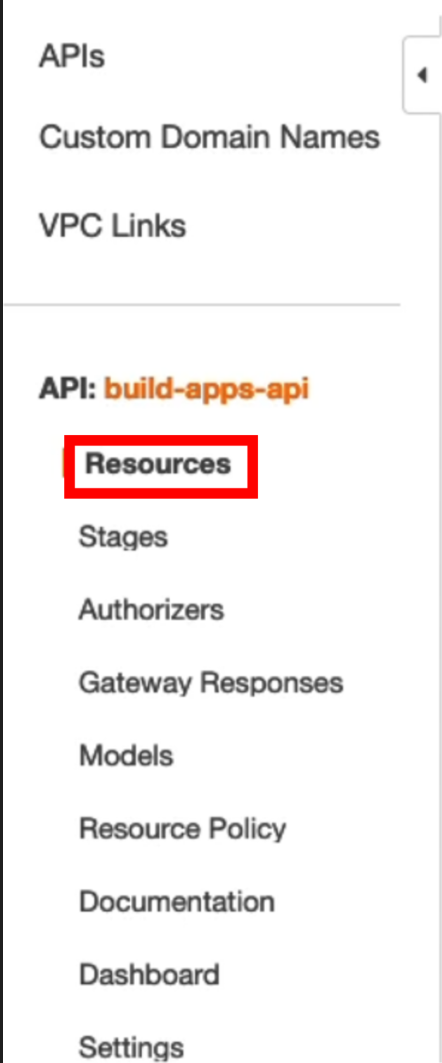 APIs
Custom Domain Names
VPC Links
API: build-apps-api
Resources
Stages
Authorizers
Gateway Responses
Models
Resource Policy
Documentation
Dashboard
Settings